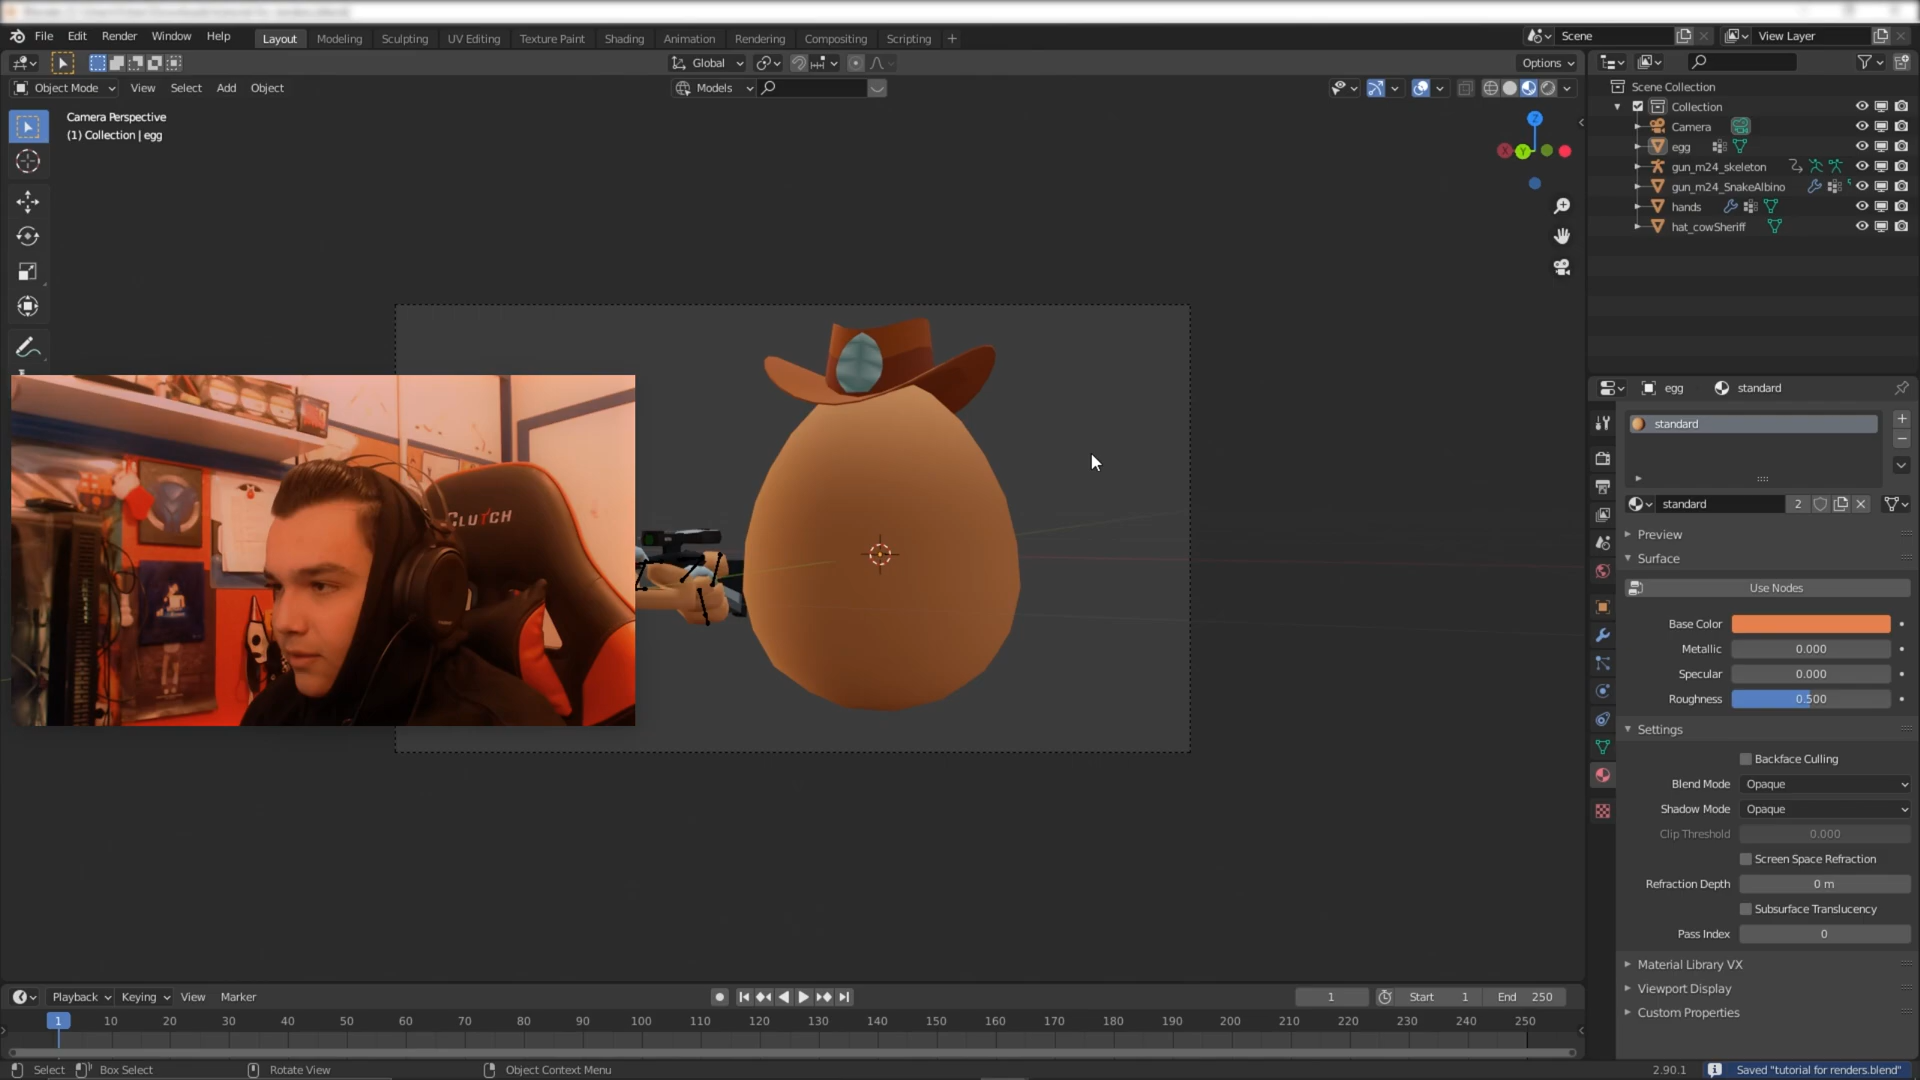 File Edit Render Window Help
Layout Modeling Sculpting UV Editing Texture Paint Shading Animation Rendering Compositing Scripting +
Scene
View Layer
Global
Options
Object Mode View Select Add Object
Models
Camera Perspective
(1) Collection | egg
Z
X
Y
Scene Collection
Collection
Camera
egg
gun_m24_skeleton
gun_m24_SnakeAlbino
hands
hat_cowSheriff
egg
standard
standard
standard
2
Preview
Surface
Use Nodes
Base Color
Metallic 0.000
Specular 0.000
Roughness 0.500
Settings
Backface Culling
Blend Mode Opaque
Shadow Mode Opaque
Clip Threshold 0.000
Screen Space Refraction
Refraction Depth 0 m
Subsurface Translucency
Pass Index 0
Material Library VX
Viewport Display
Custom Properties
CLUTCH
Playback Keying View Marker
1
Start 1
End 250
1 10 20 30 40 50 60 70 80 90 100 110 120 130 140 150 160 170 180 190 200 210 220 230 240 250
Select Box Select Rotate View Object Context Menu
2.90.1
Saved "tutorial for renders.blend"